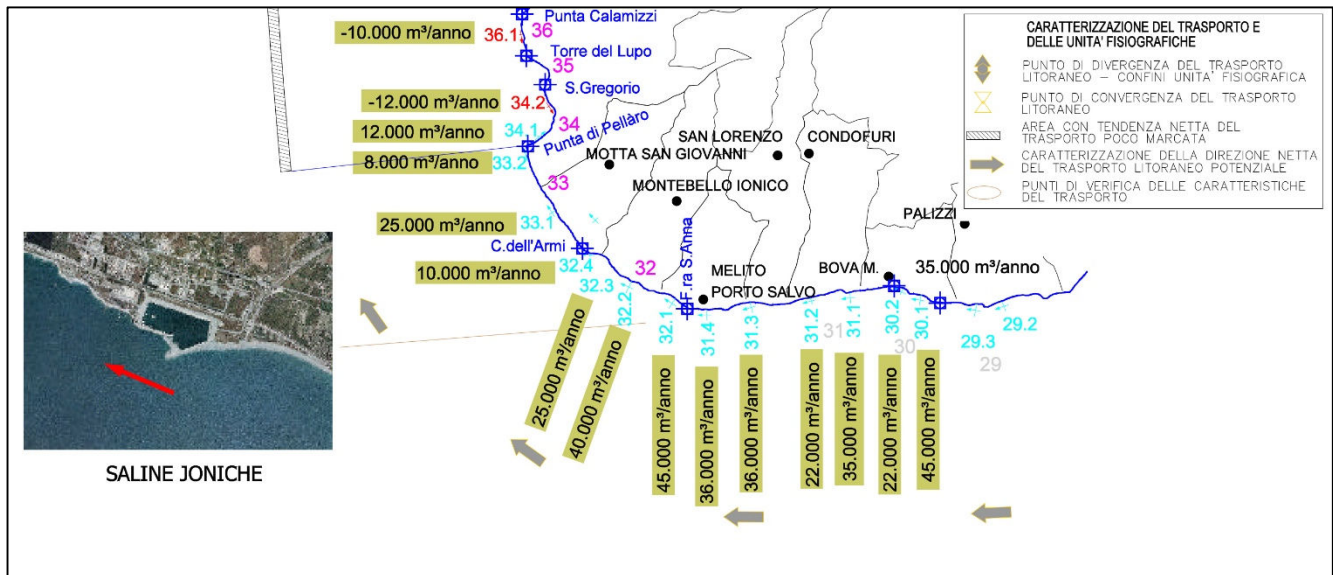 Punta Calamizzi
36
-10.000 m³/anno
36.1
Torre del Lupo
35
S.Gregorio
-12.000 m³/anno
34.2
34
12.000 m³/anno
34.1
Punta di Pellàro
8.000 m³/anno
33.2
33
SAN LORENZO
CONDOFURI
MOTTA SAN GIOVANNI
MONTEBELLO IONICO
PALIZZI
25.000 m³/anno
33.1
C.dell'Armi
10.000 m³/anno
32.4
32
32.3
32.2
F.ra S.Anna
MELITO
PORTO SALVO
BOVA M.
35.000 m³/anno
32.1
31.4
31.3
31.2
31
31.1
30.2
30
30.1
29.3
29.2
29
25.000 m³/anno
40.000 m³/anno
45.000 m³/anno
36.000 m³/anno
36.000 m³/anno
22.000 m³/anno
35.000 m³/anno
22.000 m³/anno
45.000 m³/anno
SALINE JONICHE
CARATTERIZZAZIONE DEL TRASPORTO E
DELLE UNITA' FISIOGRAFICHE
PUNTO DI DIVERGENZA DEL TRASPORTO
LITORANEO – CONFINI UNITA' FISIOGRAFICA
PUNTO DI CONVERGENZA DEL TRASPORTO
LITORANEO
AREA CON TENDENZA NETTA DEL
TRASPORTO POCO MARCATA
CARATTERIZZAZIONE DELLA DIREZIONE NETTA
DEL TRASPORTO LITORANEO POTENZIALE
PUNTI DI VERIFICA DELLE CARATTERISTICHE
DEL TRASPORTO